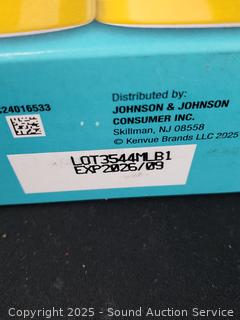 24016533
Distributed by:
JOHNSON & JOHNSON
CONSUMER INC.
Skillman, NJ 08558
© Kenvue Brands LLC 2025
LOT3544MLB1
EXP2026/09
Copyright 2025 - Sound Auction Service